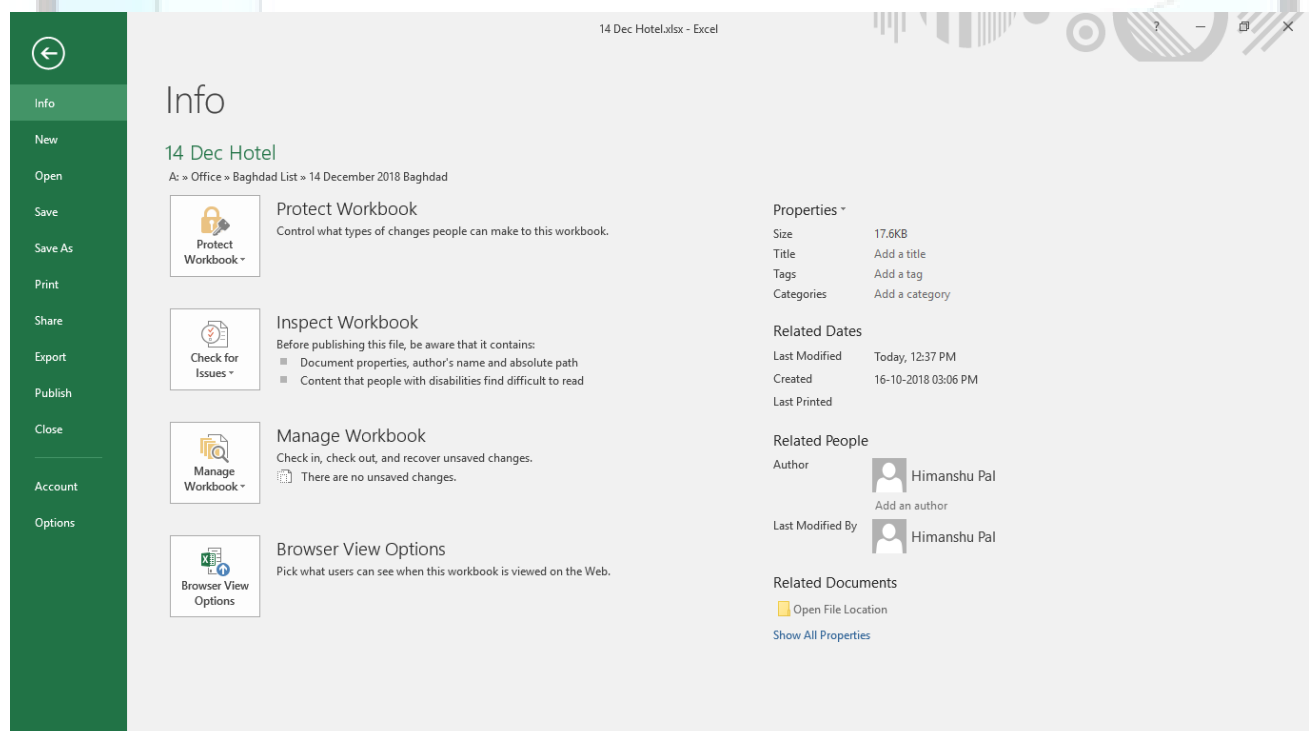 14 Dec Hotel.xlsx - Excel
?
Info
New
Open
Save
Save As
Print
Share
Export
Publish
Close
Account
Options
Info
14 Dec Hotel
A: » Office » Baghdad List » 14 December 2018 Baghdad
Protect
Workbook
Protect Workbook
Control what types of changes people can make to this workbook.
Check for
Issues
Inspect Workbook
Before publishing this file, be aware that it contains:
Document properties, author's name and absolute path
Content that people with disabilities find difficult to read
Manage
Workbook
Manage Workbook
Check in, check out, and recover unsaved changes.
There are no unsaved changes.
Browser View
Options
Browser View Options
Pick what users can see when this workbook is viewed on the Web.
Properties
Size 17.6KB
Title Add a title
Tags Add a tag
Categories Add a category
Related Dates
Last Modified Today, 12:37 PM
Created 16-10-2018 03:06 PM
Last Printed
Related People
Author Himanshu Pal
Add an author
Last Modified By Himanshu Pal
Related Documents
Open File Location
Show All Properties